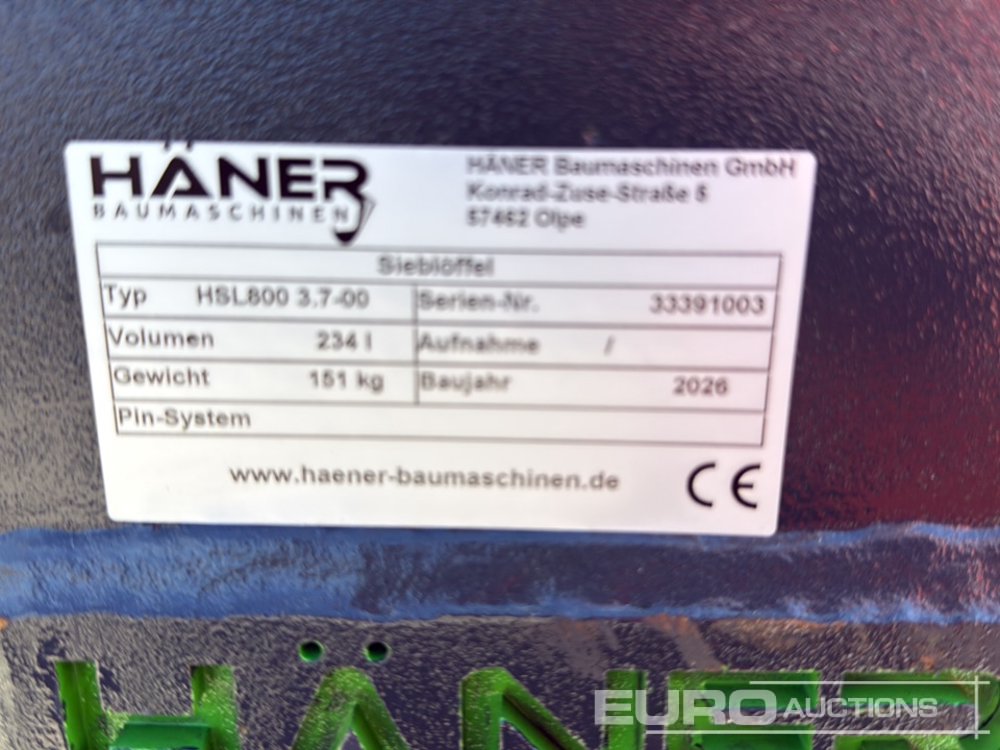 HÄNER
BAUMASCHINEN
HÄNER Baumaschinen GmbH
Konrad-Zuse-Straße 5
57462 Olpe
Sieblöffel
Typ HSL800 3.7-00 Serien-Nr. 33391003
Volumen 234 l Aufnahme /
Gewicht 151 kg Baujahr 2026
Pin-System
www.haener-baumaschinen.de
CE
HÄNER
EURO AUCTIONS